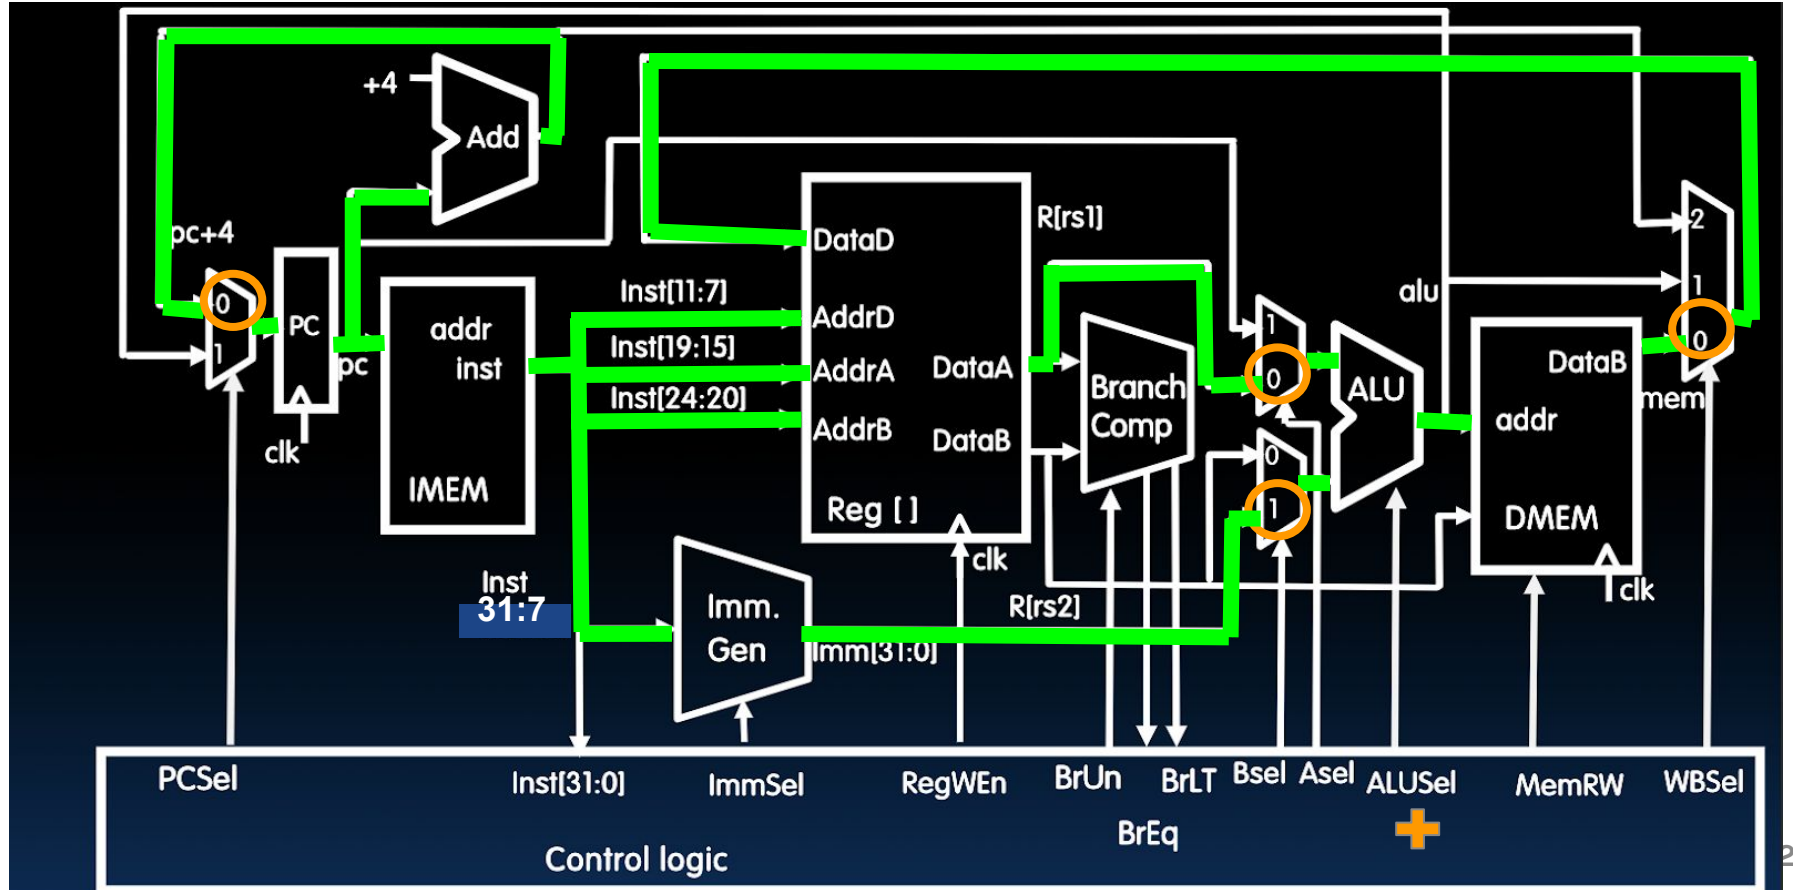 +4
Add
pc+4
0
1
PC
pc
clk
addr
inst
IMEM
Inst[11:7]
Inst[19:15]
Inst[24:20]
Inst
31:7
Imm.
Gen
Imm[31:0]
DataD
AddrD
AddrA
AddrB
DataA
DataB
Reg [ ]
clk
R[rs1]
R[rs2]
Branch
Comp
1
0
0
1
ALU
alu
DataB
addr
DMEM
clk
mem
2
1
0
PCSel
Inst[31:0]
ImmSel
RegWEn
BrUn
BrEq
BrLT
Bsel
Asel
ALUSel
MemRW
WBSel
Control logic
2